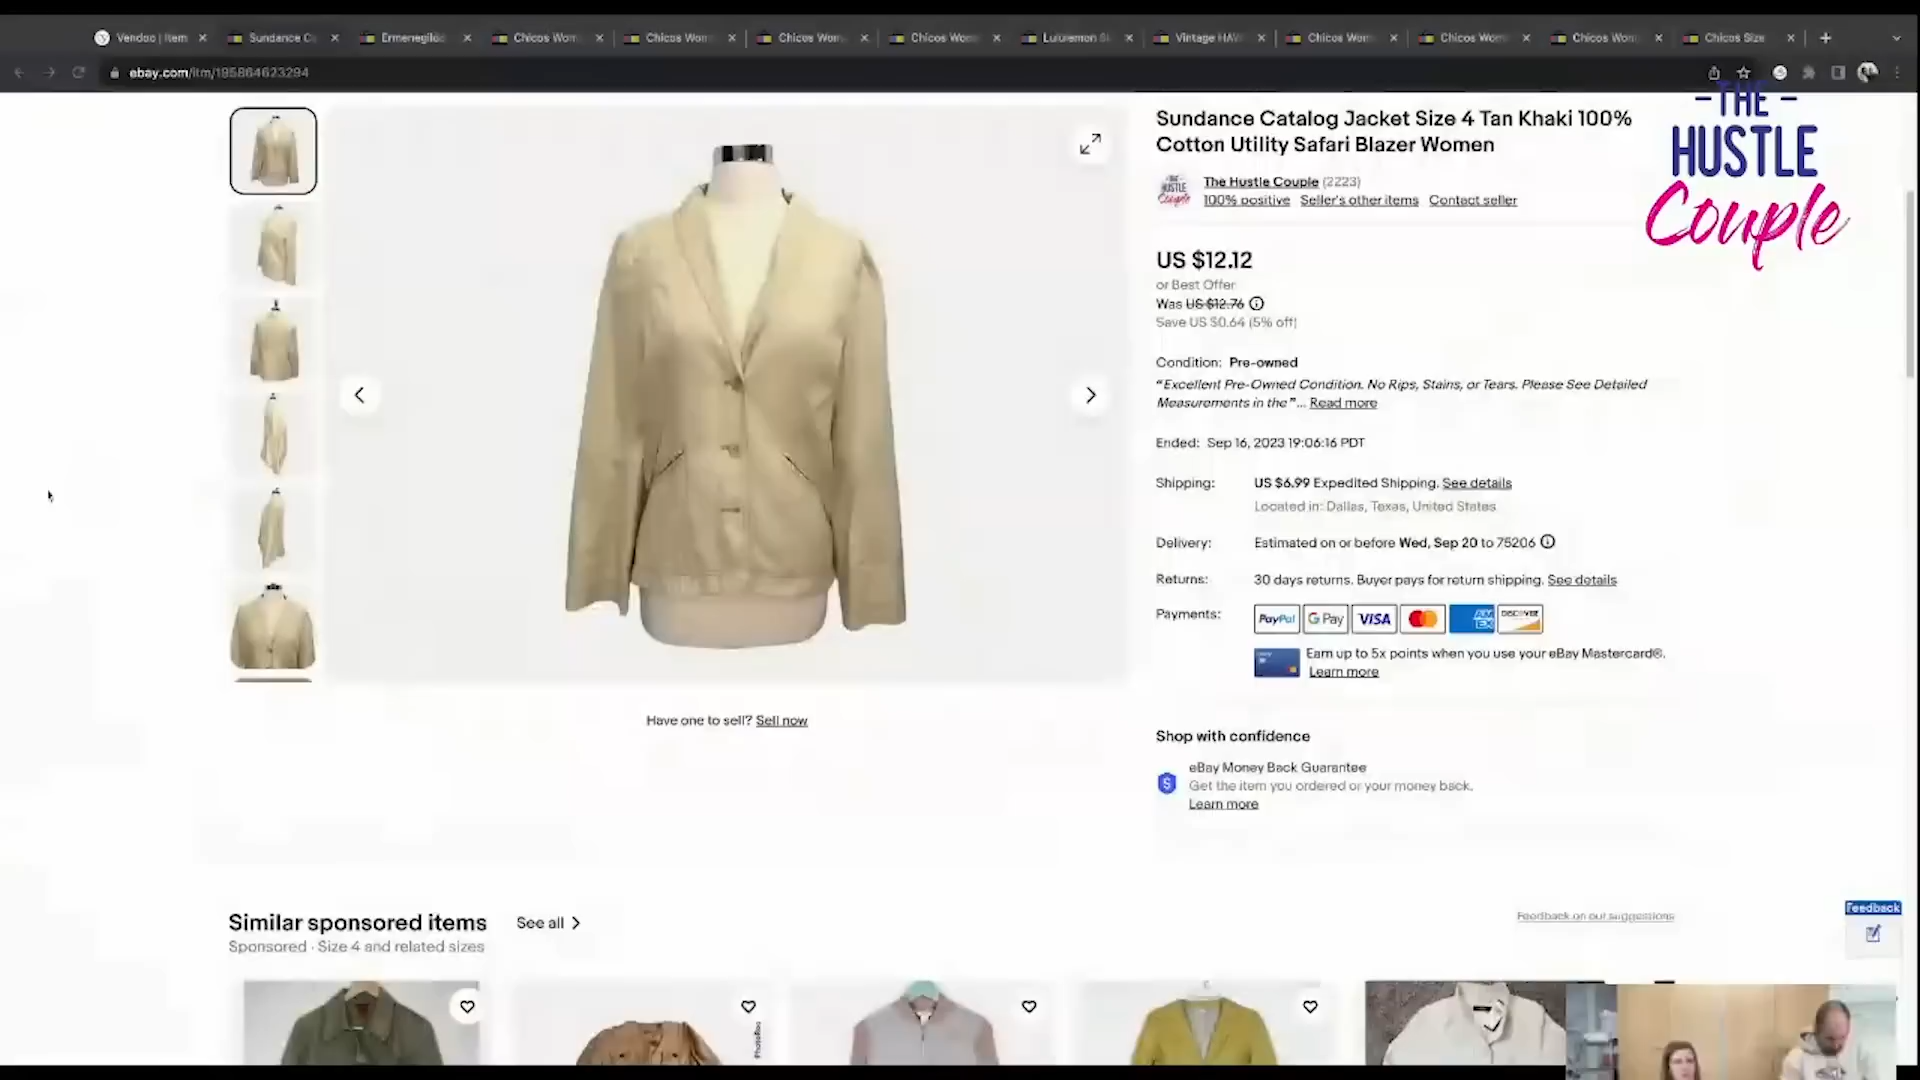 Vendoo | Item
Sundance C
Ermenegild
Chicos Wom
Chicos Wom
Chicos Wom
Chicos Wom
Lululemon Si
Vintage HAW
Chicos Wom
Chicos Wom
Chicos Wom
Chicos Size
ebay.com/itm/195864623294
-THE-
HUSTLE
Couple
Sundance Catalog Jacket Size 4 Tan Khaki 100%
Cotton Utility Safari Blazer Women
THE
HUSTLE
Couple
The Hustle Couple (2223)
100% positive Seller's other items Contact seller
US $12.12
or Best Offer
Was US $12.76
Save US $0.64 (5% off)
Condition: Pre-owned
"Excellent Pre-Owned Condition. No Rips, Stains, or Tears. Please See Detailed
Measurements in the"... Read more
Ended: Sep 16, 2023 19:06:16 PDT
Shipping: US $6.99 Expedited Shipping. See details
Located in: Dallas, Texas, United States
Delivery: Estimated on or before Wed, Sep 20 to 75206
Returns: 30 days returns. Buyer pays for return shipping. See details
Payments: PayPal G Pay VISA AM EX DISCOVER
Earn up to 5x points when you use your eBay Mastercard®.
Learn more
Have one to sell? Sell now
Shop with confidence
eBay Money Back Guarantee
Get the item you ordered or your money back.
Learn more
Similar sponsored items See all
Sponsored · Size 4 and related sizes
Feedback on our suggestions
Feedback
PhotoRoo